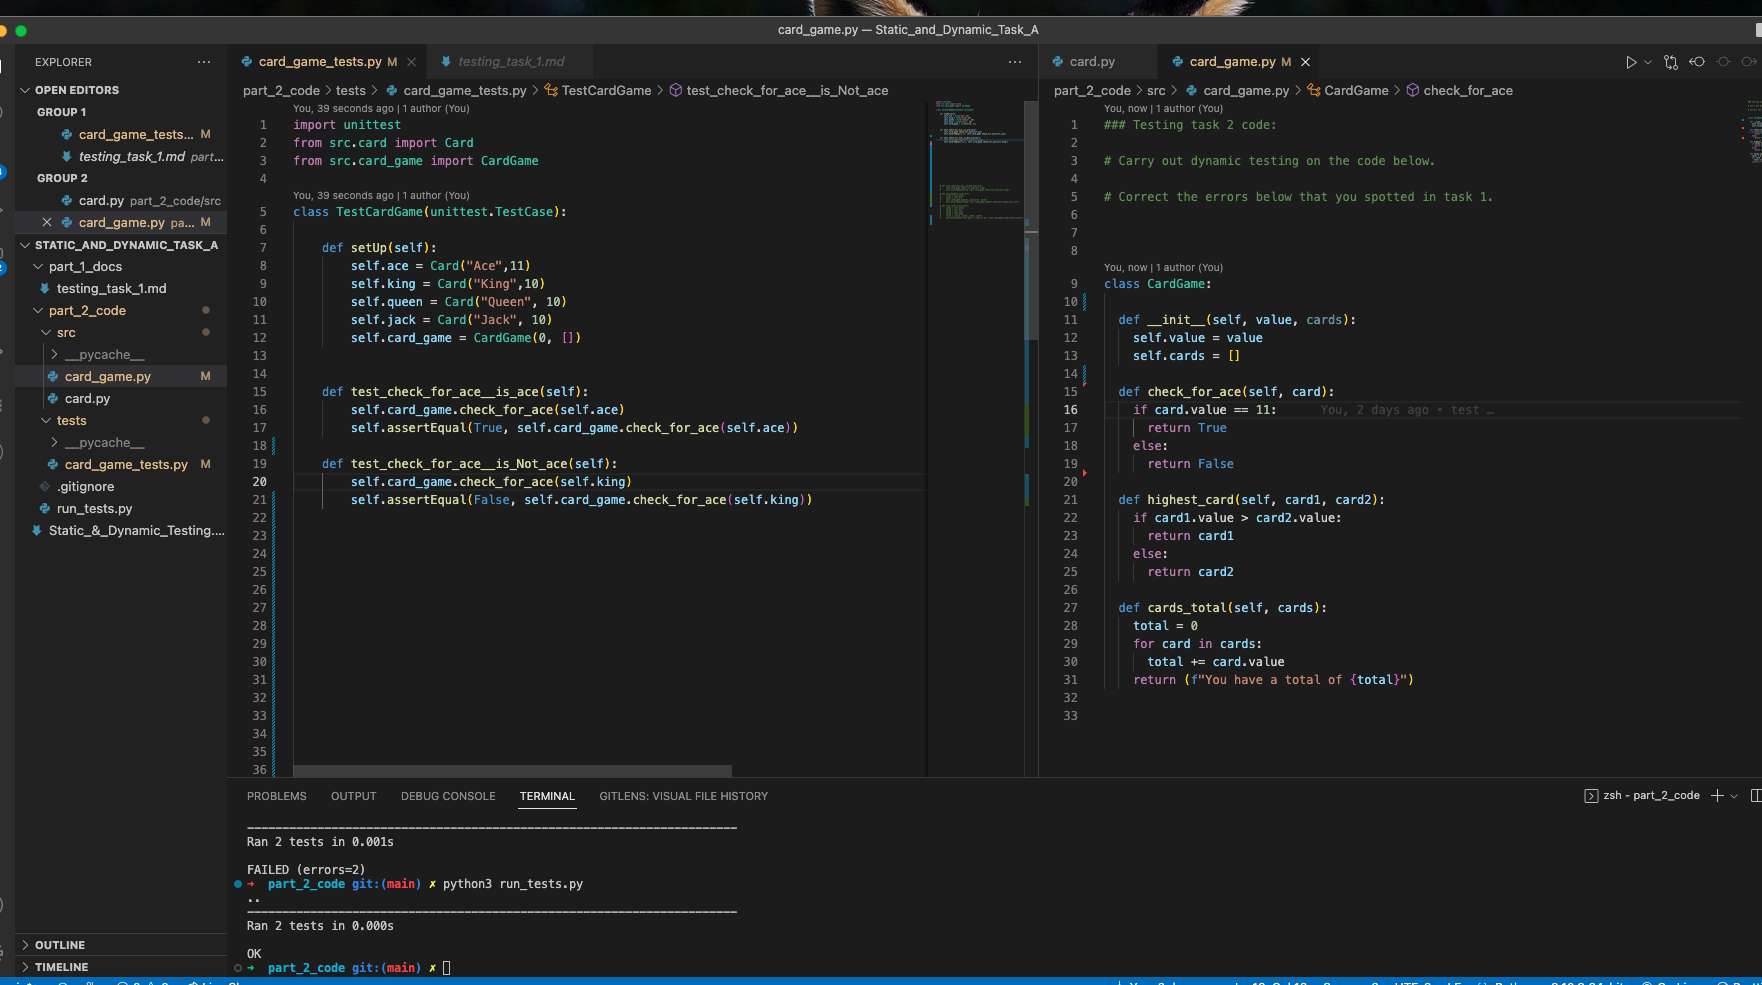 card_game.py — Static_and_Dynamic_Task_A
EXPLORER
OPEN EDITORS
GROUP 1
card_game_tests... M
testing_task_1.md part...
GROUP 2
card.py part_2_code/src
card_game.py pa... M
STATIC_AND_DYNAMIC_TASK_A
part_1_docs
testing_task_1.md
part_2_code
src
__pycache__
card_game.py M
card.py
tests
__pycache__
card_game_tests.py M
.gitignore
run_tests.py
Static_&_Dynamic_Testing....
OUTLINE
TIMELINE
card_game_tests.py M
testing_task_1.md
part_2_code > tests > card_game_tests.py > TestCardGame > test_check_for_ace__is_Not_ace
You, 39 seconds ago | 1 author (You)
1 import unittest
2 from src.card import Card
3 from src.card_game import CardGame
4
You, 39 seconds ago | 1 author (You)
5 class TestCardGame(unittest.TestCase):
6
7 def setUp(self):
8 self.ace = Card("Ace",11)
9 self.king = Card("King",10)
10 self.queen = Card("Queen", 10)
11 self.jack = Card("Jack", 10)
12 self.card_game = CardGame(0, [])
13
14
15 def test_check_for_ace__is_ace(self):
16 self.card_game.check_for_ace(self.ace)
17 self.assertEqual(True, self.card_game.check_for_ace(self.ace))
18
19 def test_check_for_ace__is_Not_ace(self):
20 self.card_game.check_for_ace(self.king)
21 self.assertEqual(False, self.card_game.check_for_ace(self.king))
22
23
24
25
26
27
28
29
30
31
32
33
34
35
36
card.py
card_game.py M
part_2_code > src > card_game.py > CardGame > check_for_ace
You, now | 1 author (You)
1 ### Testing task 2 code:
2
3 # Carry out dynamic testing on the code below.
4
5 # Correct the errors below that you spotted in task 1.
6
7
8
You, now | 1 author (You)
9 class CardGame:
10
11 def __init__(self, value, cards):
12 self.value = value
13 self.cards = []
14
15 def check_for_ace(self, card):
16 if card.value == 11: You, 2 days ago • test …
17 return True
18 else:
19 return False
20
21 def highest_card(self, card1, card2):
22 if card1.value > card2.value:
23 return card1
24 else:
25 return card2
26
27 def cards_total(self, cards):
28 total = 0
29 for card in cards:
30 total += card.value
31 return (f"You have a total of {total}")
32
33
PROBLEMS OUTPUT DEBUG CONSOLE TERMINAL GITLENS: VISUAL FILE HISTORY
zsh - part_2_code
Ran 2 tests in 0.001s
FAILED (errors=2)
➜ part_2_code git:(main) ✗ python3 run_tests.py
..
Ran 2 tests in 0.000s
OK
➜ part_2_code git:(main) ✗